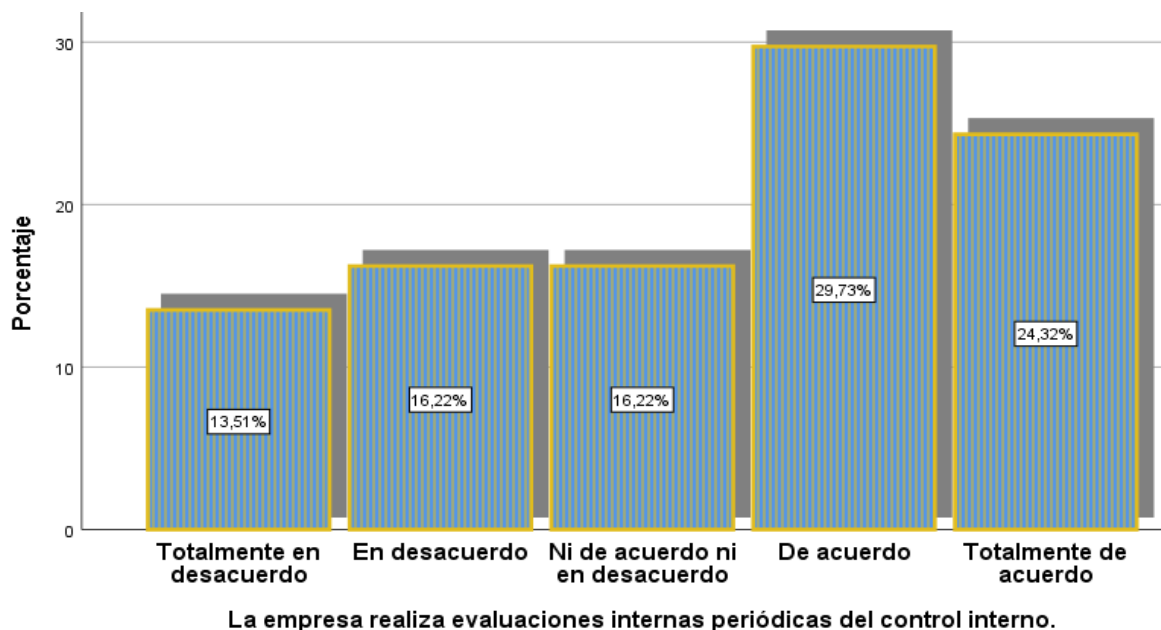 Porcentaje
30
20
10
0
13,51%
16,22%
16,22%
29,73%
24,32%
Totalmente en
desacuerdo
En desacuerdo
Ni de acuerdo ni
en desacuerdo
De acuerdo
Totalmente de
acuerdo
La empresa realiza evaluaciones internas periódicas del control interno.